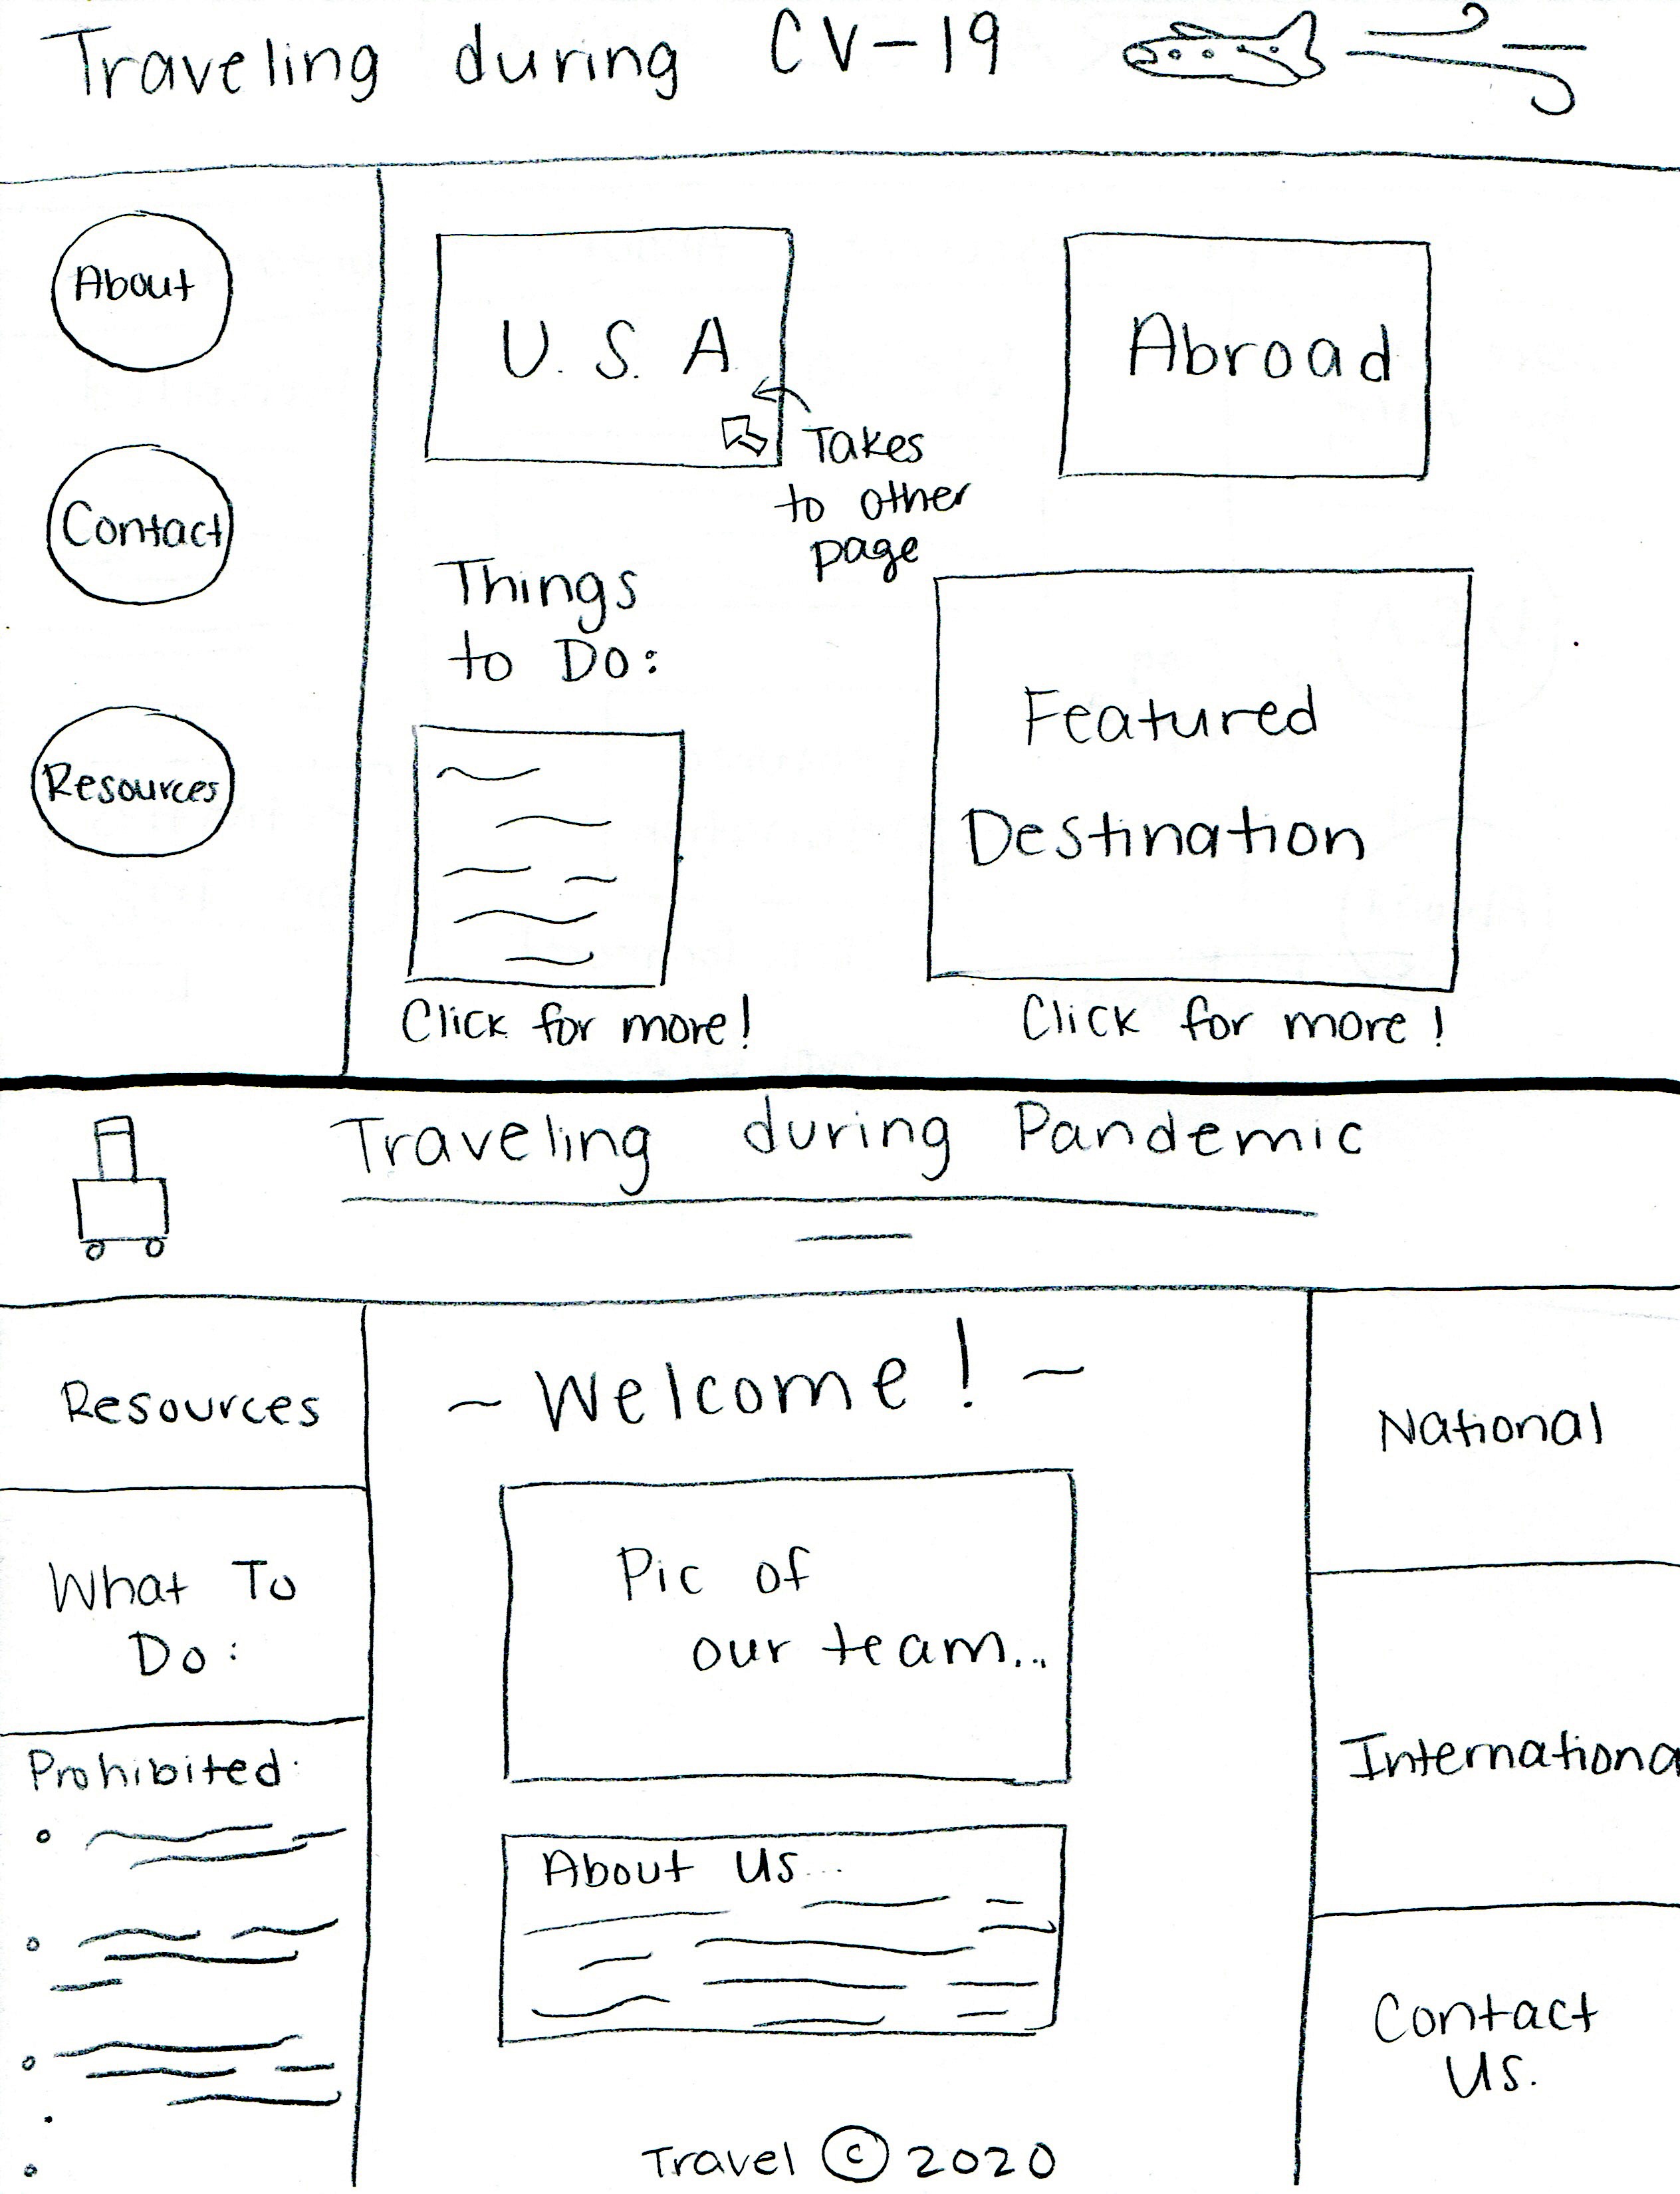 Traveling during CV-19
About
Contact
Resources
U.S.A.
Takes
to other
page
Abroad
Things
to Do:
Click for more!
Featured
Destination
Click for more!
Traveling during Pandemic
Resources
What To
Do:
Prohibited:
~ Welcome! ~
Pic of
our team...
About Us...
Travel © 2020
National
Internationa
Contact
Us.